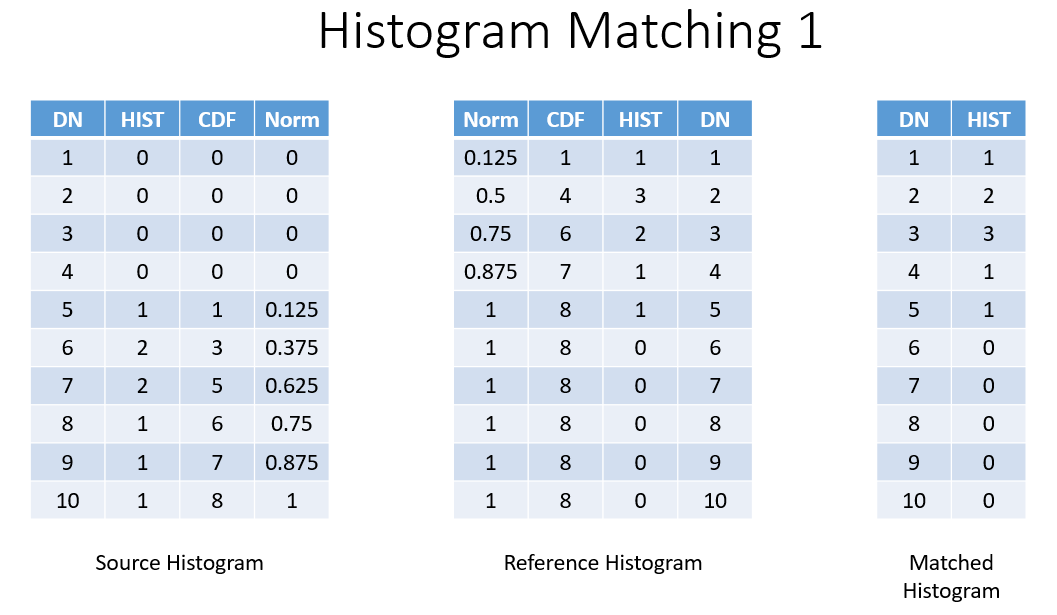 Histogram Matching 1
DN HIST CDF Norm
1 0 0 0
2 0 0 0
3 0 0 0
4 0 0 0
5 1 1 0.125
6 2 3 0.375
7 2 5 0.625
8 1 6 0.75
9 1 7 0.875
10 1 8 1
Source Histogram
Norm CDF HIST DN
0.125 1 1 1
0.5 4 3 2
0.75 6 2 3
0.875 7 1 4
1 8 1 5
1 8 0 6
1 8 0 7
1 8 0 8
1 8 0 9
1 8 0 10
Reference Histogram
DN HIST
1 1
2 2
3 3
4 1
5 1
6 0
7 0
8 0
9 0
10 0
Matched
Histogram